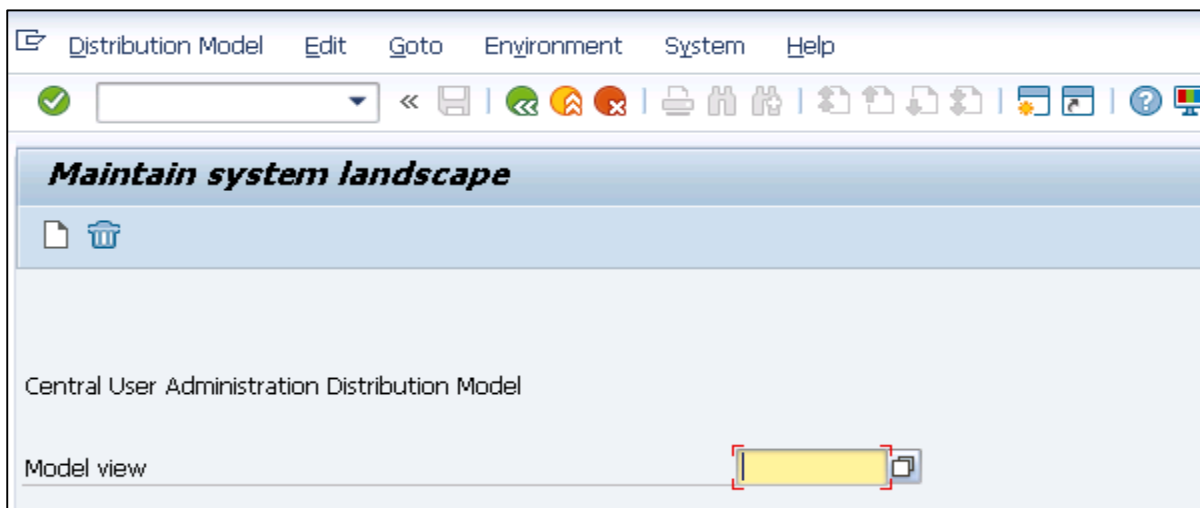 Distribution Model Edit Goto Environment System Help
Maintain system landscape
Central User Administration Distribution Model
Model view